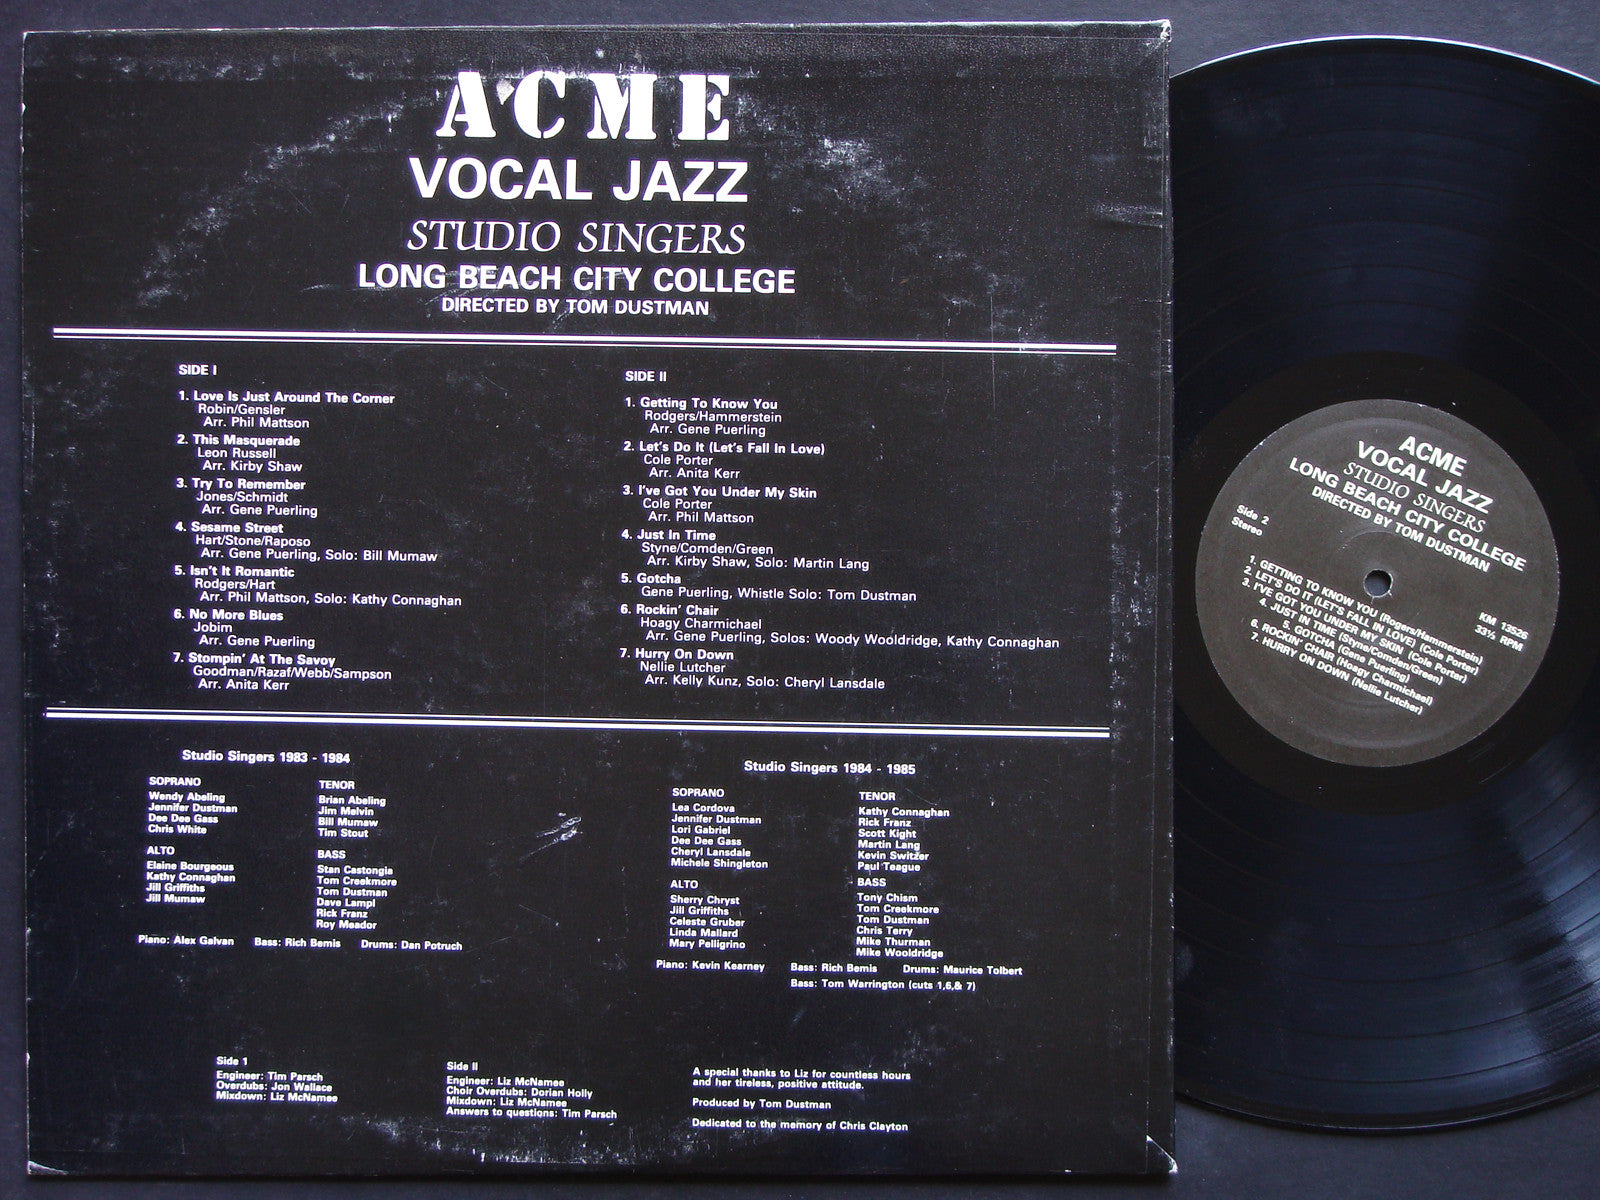 ACME
VOCAL JAZZ
STUDIO SINGERS
LONG BEACH CITY COLLEGE
DIRECTED BY TOM DUSTMAN
SIDE I
1. Love Is Just Around The Corner
Robin/Gensler
Arr. Phil Mattson
2. This Masquerade
Leon Russell
Arr. Kirby Shaw
3. Try To Remember
Jones/Schmidt
Arr. Gene Puerling
4. Sesame Street
Hart/Stone/Raposo
Arr. Gene Puerling, Solo: Bill Mumaw
5. Isn't It Romantic
Rodgers/Hart
Arr. Phil Mattson, Solo: Kathy Connaghan
6. No More Blues
Jobim
Arr. Gene Puerling
7. Stompin' At The Savoy
Goodman/Razaf/Webb/Sampson
Arr. Anita Kerr
SIDE II
1. Getting To Know You
Rodgers/Hammerstein
Arr. Gene Puerling
2. Let's Do It (Let's Fall In Love)
Cole Porter
Arr. Anita Kerr
3. I've Got You Under My Skin
Cole Porter
Arr. Phil Mattson
4. Just In Time
Styne/Comden/Green
Arr. Kirby Shaw, Solo: Martin Lang
5. Gotcha
Gene Puerling, Whistle Solo: Tom Dustman
6. Rockin' Chair
Hoagy Charmichael
Arr. Gene Puerling, Solos: Woody Wooldridge, Kathy Connaghan
7. Hurry On Down
Nellie Lutcher
Arr. Kelly Kunz, Solo: Cheryl Lansdale
Studio Singers 1983 - 1984
SOPRANO
Wendy Abeling
Jennifer Dustman
Dee Dee Gass
Chris White
ALTO
Elaine Bourgeous
Kathy Connaghan
Jill Griffiths
Jill Mumaw
TENOR
Brian Abeling
Jim Melvin
Bill Mumaw
Tim Stout
BASS
Stan Castongia
Tom Creekmore
Tom Dustman
Dave Lampl
Rick Franz
Roy Meador
Piano: Alex Galvan Bass: Rich Bemis Drums: Dan Potruch
Studio Singers 1984 - 1985
SOPRANO
Lea Cordova
Jennifer Dustman
Lori Gabriel
Dee Dee Gass
Cheryl Lansdale
Michele Shingleton
ALTO
Sherry Chryst
Jill Griffiths
Celeste Gruber
Linda Mallard
Mary Pelligrino
TENOR
Kathy Connaghan
Rick Franz
Scott Kight
Martin Lang
Kevin Switzer
Paul Teague
BASS
Tony Chism
Tom Creekmore
Tom Dustman
Chris Terry
Mike Thurman
Mike Wooldridge
Piano: Kevin Kearney Bass: Rich Bemis Drums: Maurice Tolbert
Bass: Tom Warrington (cuts 1,6,& 7)
Side 1
Engineer: Tim Parsch
Overdubs: Jon Wallace
Mixdown: Liz McNamee
Side II
Engineer: Liz McNamee
Choir Overdubs: Dorian Holly
Mixdown: Liz McNamee
Answers to questions: Tim Parsch
A special thanks to Liz for countless hours
and her tireless, positive attitude.
Produced by Tom Dustman
Dedicated to the memory of Chris Clayton
ACME
VOCAL JAZZ
STUDIO SINGERS
LONG BEACH CITY COLLEGE
DIRECTED BY TOM DUSTMAN
Side 2
Stereo
KM 13526
33⅓ RPM
1. GETTING TO KNOW YOU (Rogers/Hammerstein)
2. LET'S DO IT (LET'S FALL IN LOVE) (Cole Porter)
3. I'VE GOT YOU UNDER MY SKIN (Cole Porter)
4. JUST IN TIME (Styne/Comden/Green)
5. GOTCHA (Gene Puerling)
6. ROCKIN' CHAIR (Hoagy Charmichael)
7. HURRY ON DOWN (Nellie Lutcher)